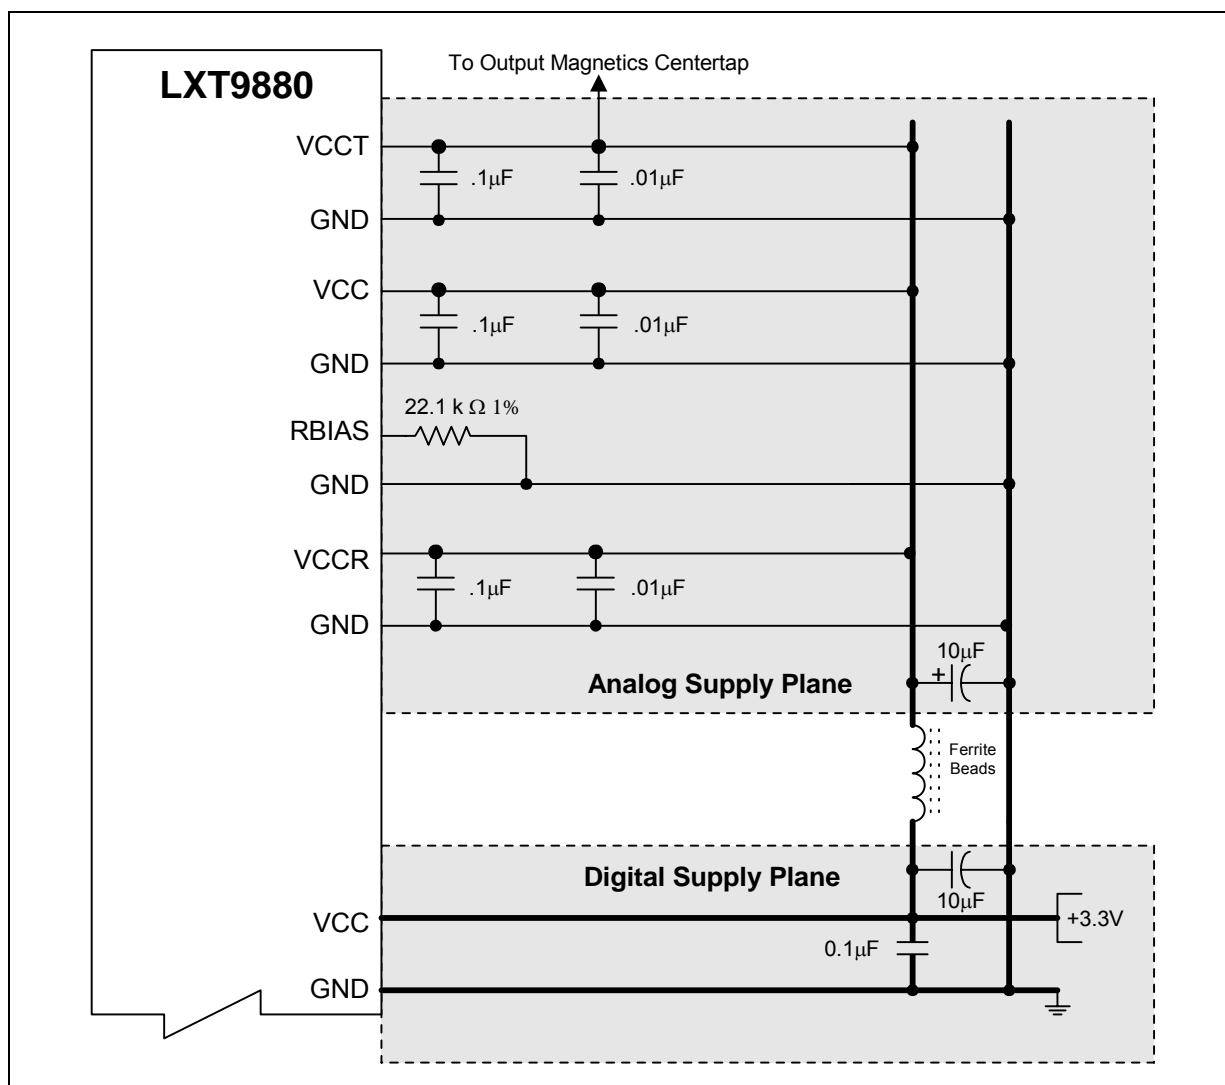 To Output Magnetics Centertap
LXT9880
VCCT
.1µF
.01µF
GND
VCC
.1µF
.01µF
GND
22.1 k Ω 1%
RBIAS
GND
VCCR
.1µF
.01µF
GND
10µF
+
Analog Supply Plane
Ferrite
Beads
Digital Supply Plane
10µF
VCC
+3.3V
0.1µF
GND